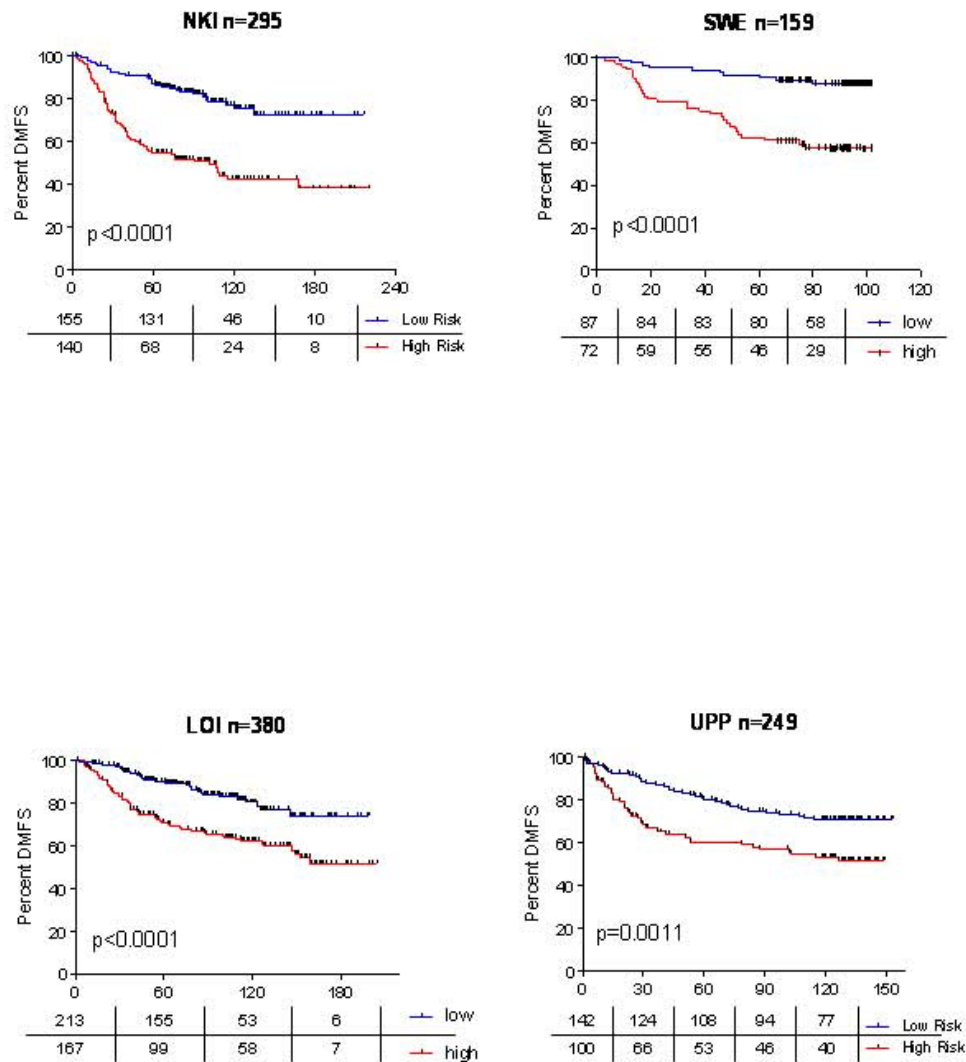 NKI n=295
100
80
60
40
20
0
Percent DMFS
p<0.0001
0 60 120 180 240
155 131 46 10 Low Risk
140 68 24 8 High Risk
SWE n=159
100
80
60
40
20
0
Percent DMFS
p<0.0001
0 20 40 60 80 100 120
87 84 83 80 58 low
72 59 55 46 29 high
LOI n=380
100
80
60
40
20
0
Percent DMFS
p<0.0001
0 60 120 180
213 155 53 6 low
167 99 58 7 high
UPP n=249
100
80
60
40
20
0
Percent DMFS
p=0.0011
0 30 60 90 120 150
142 124 108 94 77 Low Risk
100 66 53 46 40 High Risk